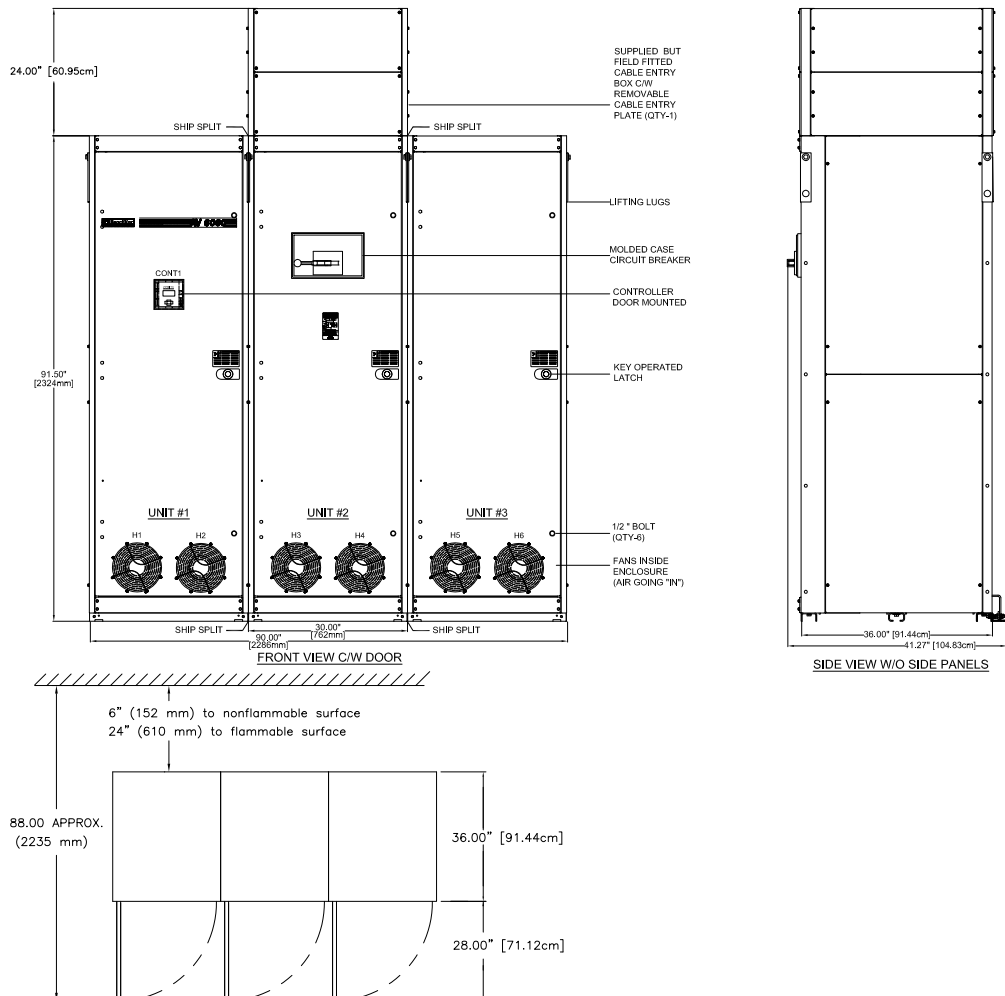 24.00” [60.95cm]
SUPPLIED BUT
FIELD FITTED
CABLE ENTRY
BOX C/W
REMOVABLE
CABLE ENTRY
PLATE (QTY-1)
SHIP SPLIT
SHIP SPLIT
LIFTING LUGS
MOLDED CASE
CIRCUIT BREAKER
CONT1
CONTROLLER
DOOR MOUNTED
91.50"
[2324mm]
KEY OPERATED
LATCH
UNIT #1
UNIT #2
UNIT #3
H1
H2
H3
H4
H5
H6
1/2 " BOLT
(QTY-6)
FANS INSIDE
ENCLOSURE
(AIR GOING "IN")
SHIP SPLIT
30.00"
[762mm]
SHIP SPLIT
90.00"
[2286mm]
FRONT VIEW C/W DOOR
36.00" [91.44cm]
41.27" [104.83cm]
SIDE VIEW W/O SIDE PANELS
6” (152 mm) to nonflammable surface
24” (610 mm) to flammable surface
88.00 APPROX.
(2235 mm)
36.00” [91.44cm]
28.00” [71.12cm]